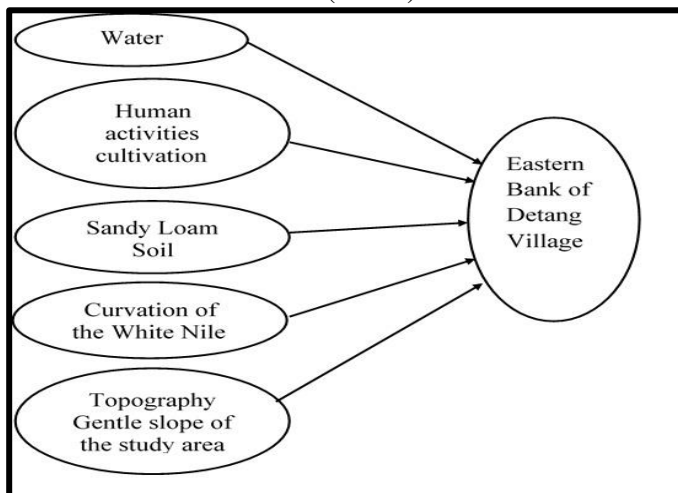 Water
Human
activities
cultivation
Sandy Loam
Soil
Curvation of
the White Nile
Topography
Gentle slope of
the study area
Eastern
Bank of
Detang
Village